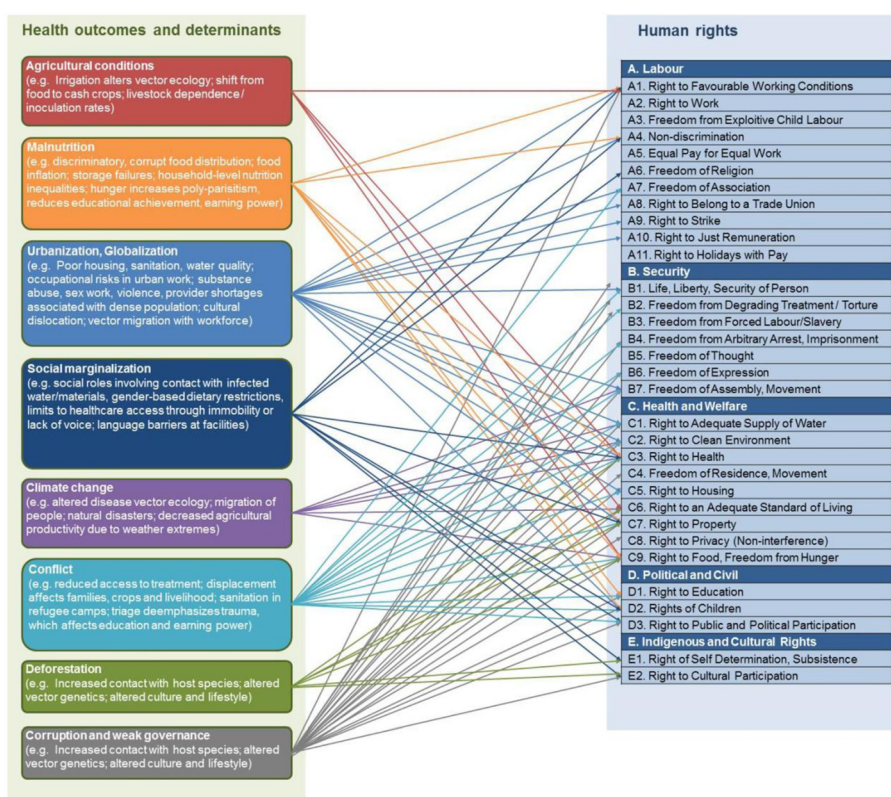 Health outcomes and determinants
Agricultural conditions
(e.g. Irrigation alters vector ecology; shift from
food to cash crops; livestock dependence /
inoculation rates)
Malnutrition
(e.g. discriminatory, corrupt food distribution; food
inflation; storage failures; household-level nutrition
inequalities; hunger increases poly-parisitism,
reduces educational achievement, earning power)
Urbanization, Globalization
(e.g. Poor housing, sanitation, water quality;
occupational risks in urban work; substance
abuse, sex work, violence, provider shortages
associated with dense population; cultural
dislocation; vector migration with workforce)
Social marginalization
(e.g. social roles involving contact with infected
water/materials, gender-based dietary restrictions,
limits to healthcare access through immobility or
lack of voice; language barriers at facilities)
Climate change
(e.g. altered disease vector ecology; migration of
people; natural disasters; decreased agricultural
productivity due to weather extremes)
Conflict
(e.g. reduced access to treatment; displacement
affects families, crops and livelihood; sanitation in
refugee camps; triage deemphasizes trauma,
which affects education and earning power)
Deforestation
(e.g. Increased contact with host species; altered
vector genetics; altered culture and lifestyle)
Corruption and weak governance
(e.g. Increased contact with host species; altered
vector genetics; altered culture and lifestyle)
Human rights
A. Labour
A1. Right to Favourable Working Conditions
A2. Right to Work
A3. Freedom from Exploitive Child Labour
A4. Non-discrimination
A5. Equal Pay for Equal Work
A6. Freedom of Religion
A7. Freedom of Association
A8. Right to Belong to a Trade Union
A9. Right to Strike
A10. Right to Just Remuneration
A11. Right to Holidays with Pay
B. Security
B1. Life, Liberty, Security of Person
B2. Freedom from Degrading Treatment / Torture
B3. Freedom from Forced Labour/Slavery
B4. Freedom from Arbitrary Arrest, Imprisonment
B5. Freedom of Thought
B6. Freedom of Expression
B7. Freedom of Assembly, Movement
C. Health and Welfare
C1. Right to Adequate Supply of Water
C2. Right to Clean Environment
C3. Right to Health
C4. Freedom of Residence, Movement
C5. Right to Housing
C6. Right to an Adequate Standard of Living
C7. Right to Property
C8. Right to Privacy (Non-interference)
C9. Right to Food, Freedom from Hunger
D. Political and Civil
D1. Right to Education
D2. Rights of Children
D3. Right to Public and Political Participation
E. Indigenous and Cultural Rights
E1. Right of Self Determination, Subsistence
E2. Right to Cultural Participation